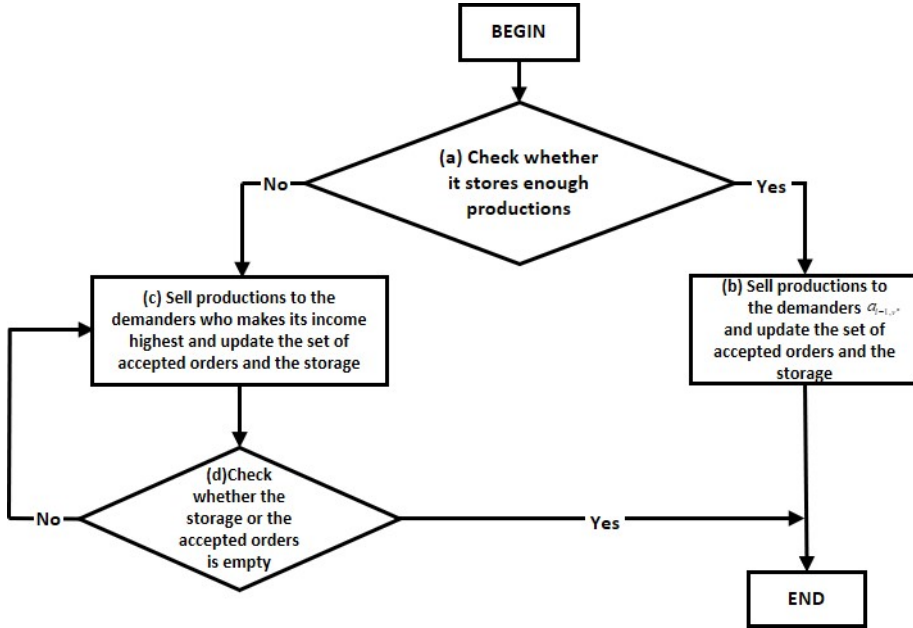 BEGIN
(a) Check whether
it stores enough
productions
No
Yes
(c) Sell productions to the
demanders who makes its income
highest and update the set of
accepted orders and the storage
(b) Sell productions to
the demanders
and update the set of
accepted orders and the
storage
(d)Check
whether the
storage or the
accepted orders
is empty
No
Yes
END